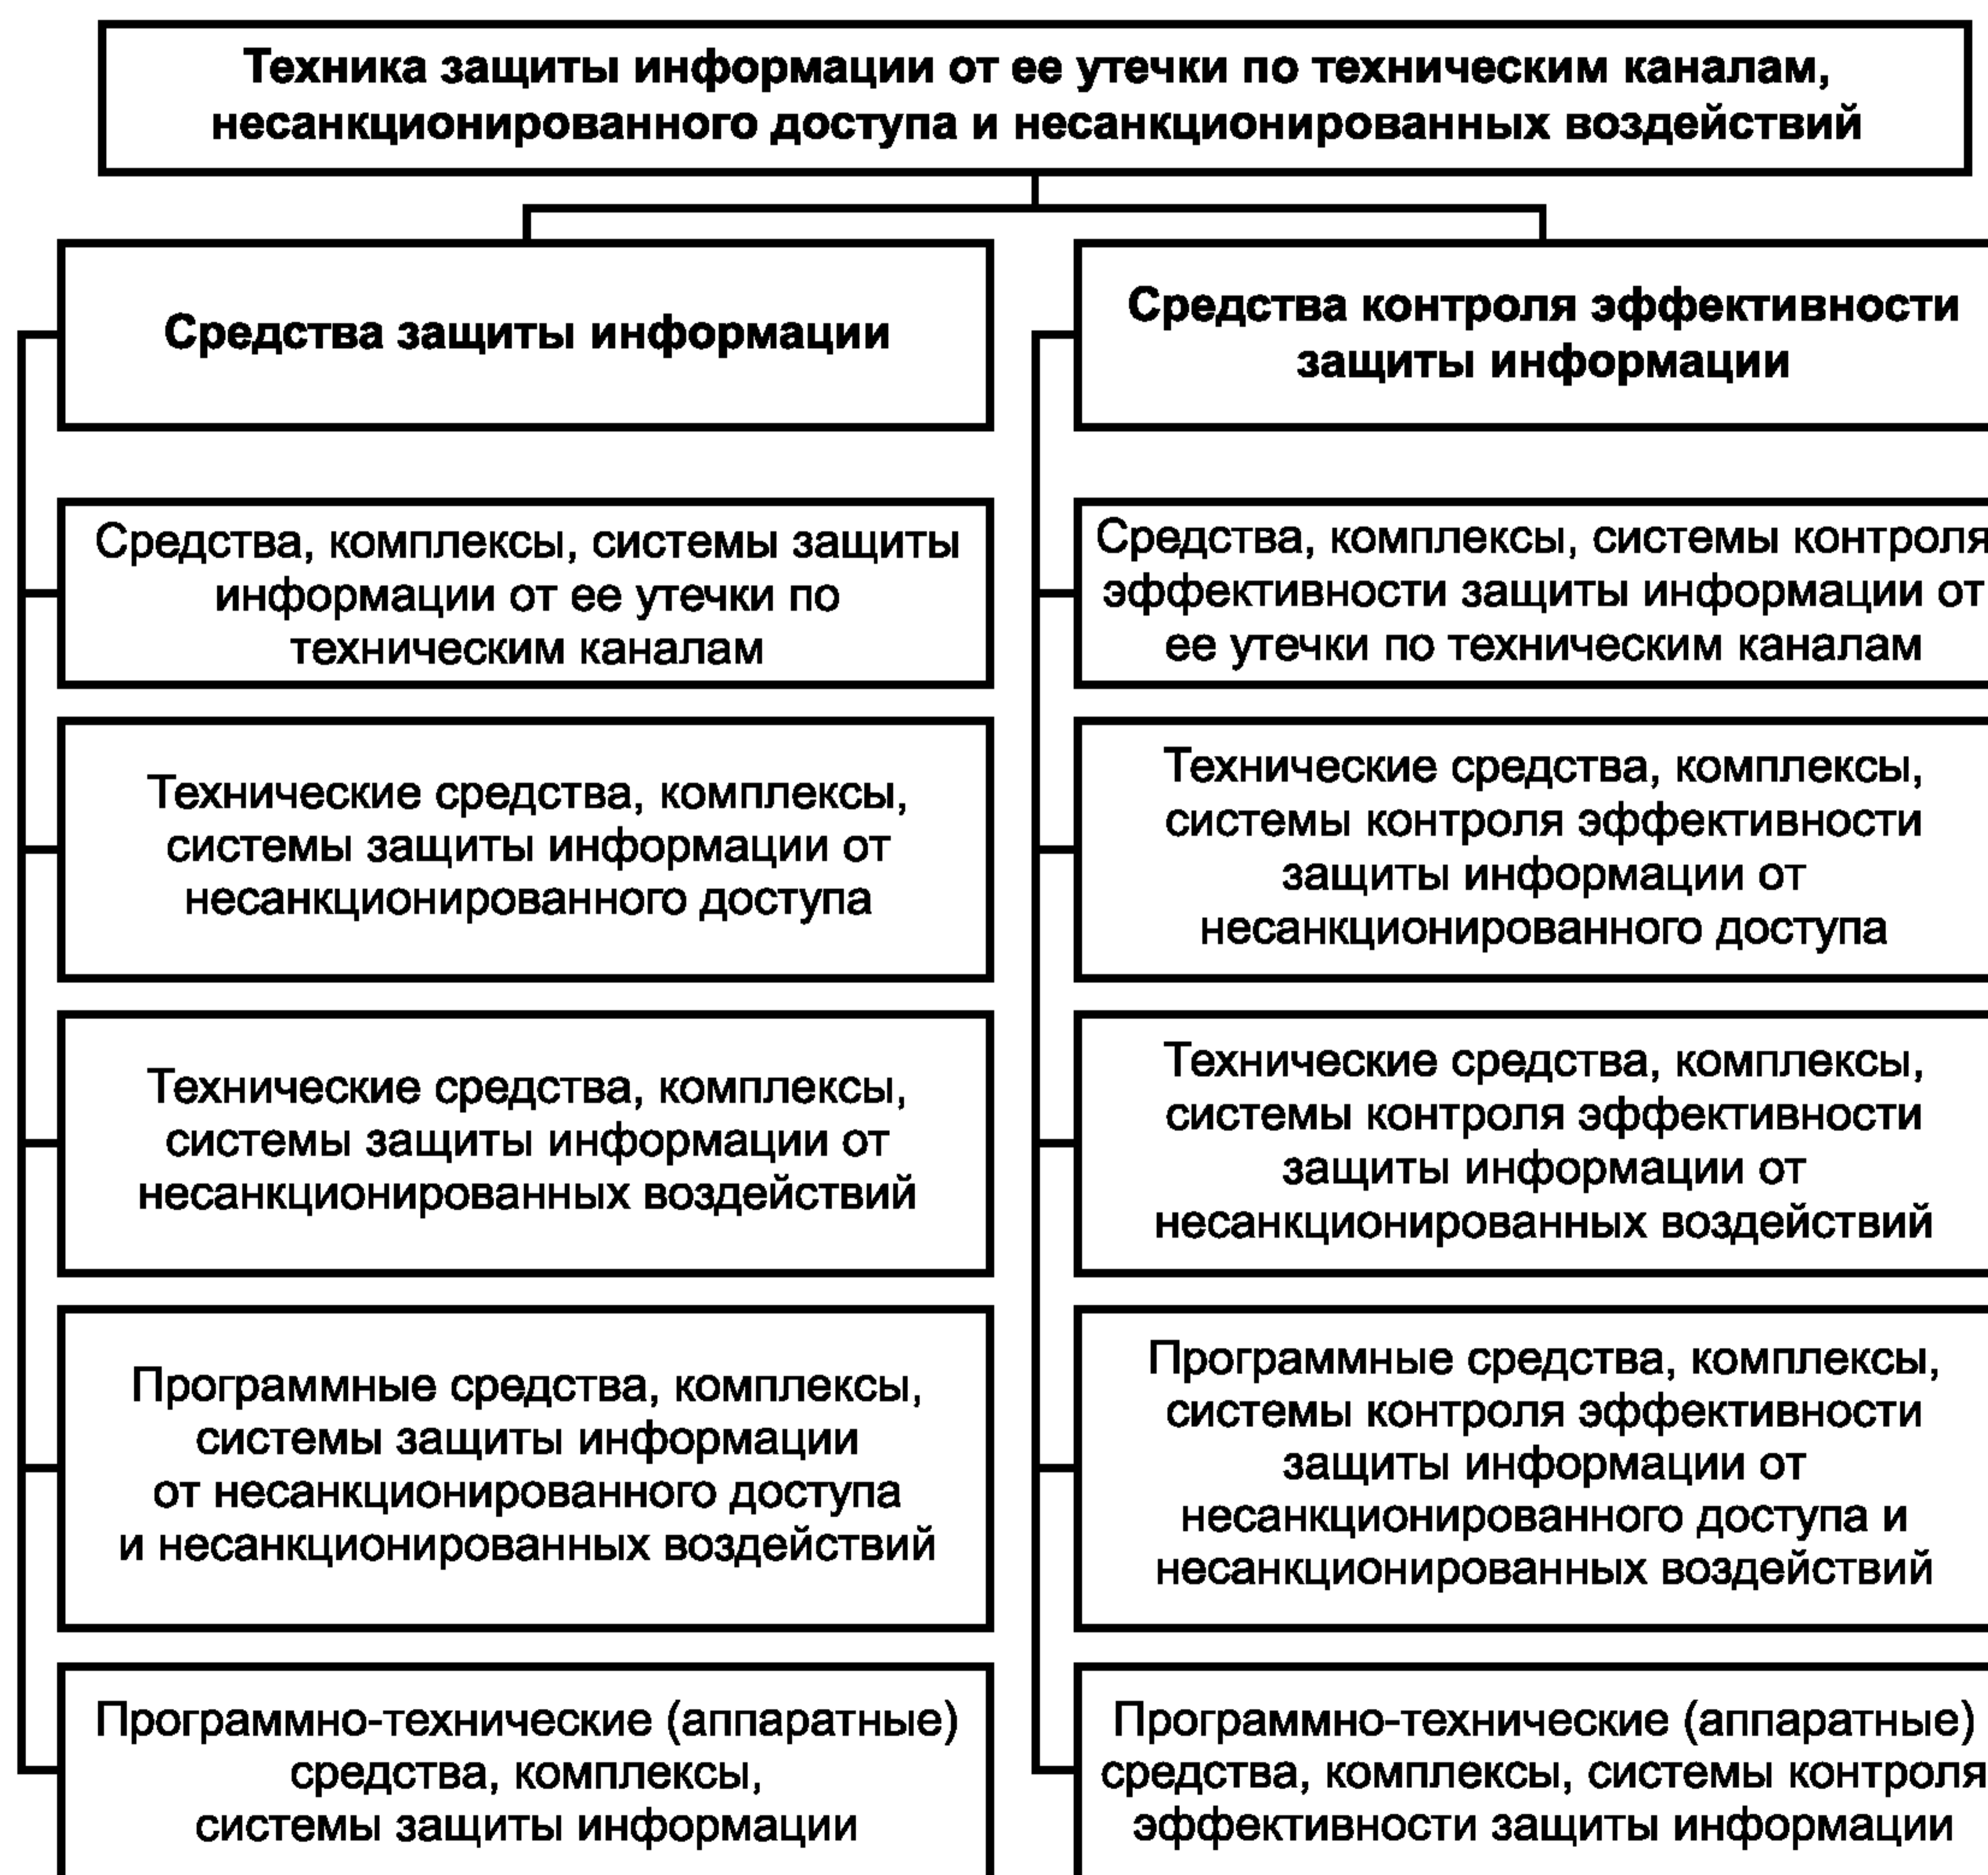 Техника защиты информации от ее утечки по техническим каналам,
несанкционированного доступа и несанкционированных воздействий
Средства защиты информации
Средства, комплексы, системы защиты
информации от ее утечки по
техническим каналам
Технические средства, комплексы,
системы защиты информации от
несанкционированного доступа
Технические средства, комплексы,
системы защиты информации от
несанкционированных воздействий
Программные средства, комплексы,
системы защиты информации
от несанкционированного доступа
и несанкционированных воздействий
Программно-технические (аппаратные)
средства, комплексы,
системы защиты информации
Средства контроля эффективности
защиты информации
Средства, комплексы, системы контроля
эффективности защиты информации от
ее утечки по техническим каналам
Технические средства, комплексы,
системы контроля эффективности
защиты информации от
несанкционированного доступа
Технические средства, комплексы,
системы контроля эффективности
защиты информации от
несанкционированных воздействий
Программные средства, комплексы,
системы контроля эффективности
защиты информации от
несанкционированного доступа и
несанкционированных воздействий
Программно-технические (аппаратные)
средства, комплексы, системы контроля
эффективности защиты информации